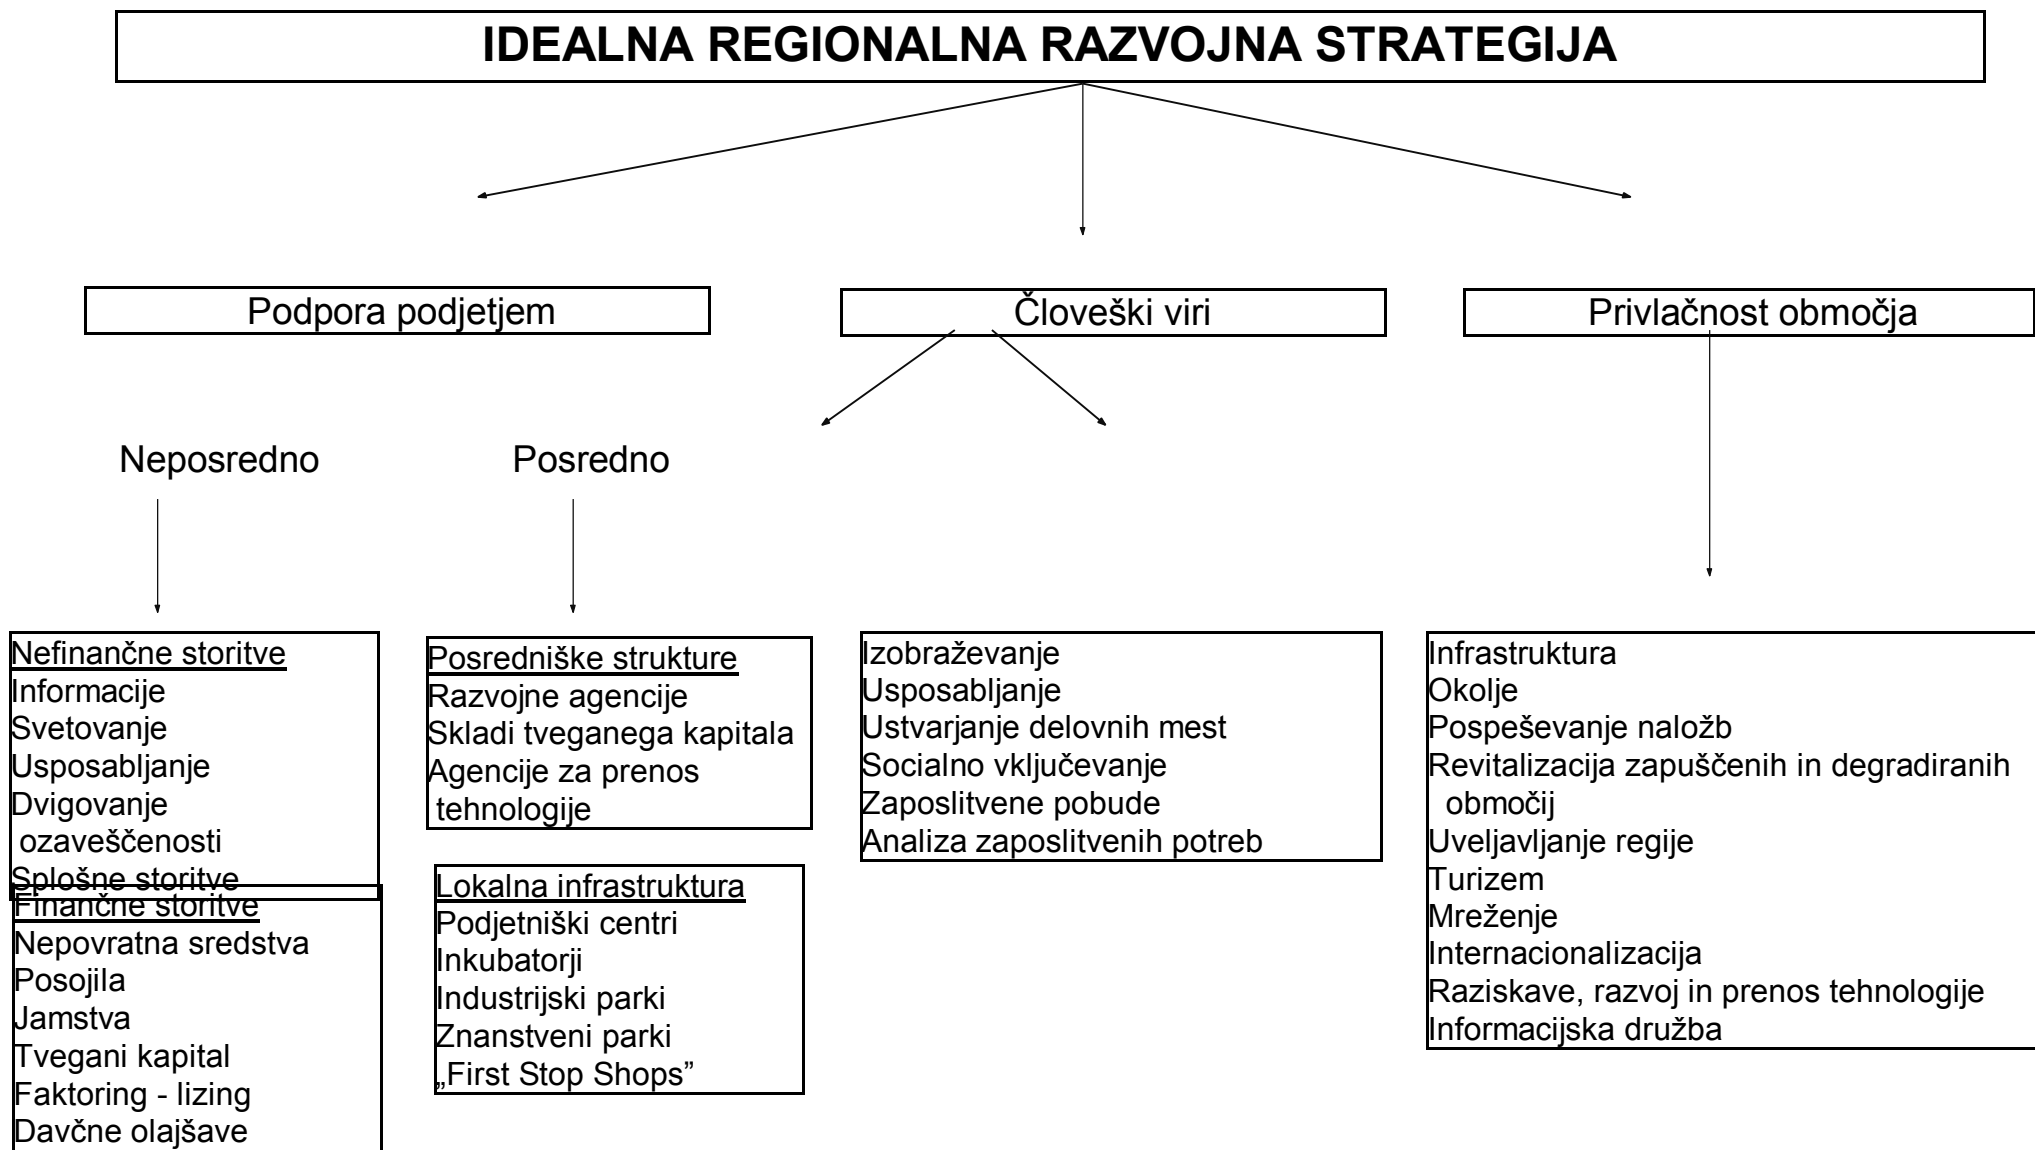 IDEALNA REGIONALNA RAZVOJNA STRATEGIJA
Podpora podjetjem
Človeški viri
Privlačnost območja
Neposredno
Posredno
Nefinančne storitve
Informacije
Svetovanje
Usposabljanje
Dvigovanje
ozaveščenosti
Splošne storitve
Finančne storitve
Nepovratna sredstva
Posojila
Jamstva
Tvegani kapital
Faktoring - lizing
Davčne olajšave
Posredniške strukture
Razvojne agencije
Skladi tveganega kapitala
Agencije za prenos
tehnologije
Lokalna infrastruktura
Podjetniški centri
Inkubatorji
Industrijski parki
Znanstveni parki
„First Stop Shops”
Izobraževanje
Usposabljanje
Ustvarjanje delovnih mest
Socialno vključevanje
Zaposlitvene pobude
Analiza zaposlitvenih potreb
Infrastruktura
Okolje
Pospeševanje naložb
Revitalizacija zapuščenih in degradiranih
območij
Uveljavljanje regije
Turizem
Mreženje
Internacionalizacija
Raziskave, razvoj in prenos tehnologije
Informacijska družba